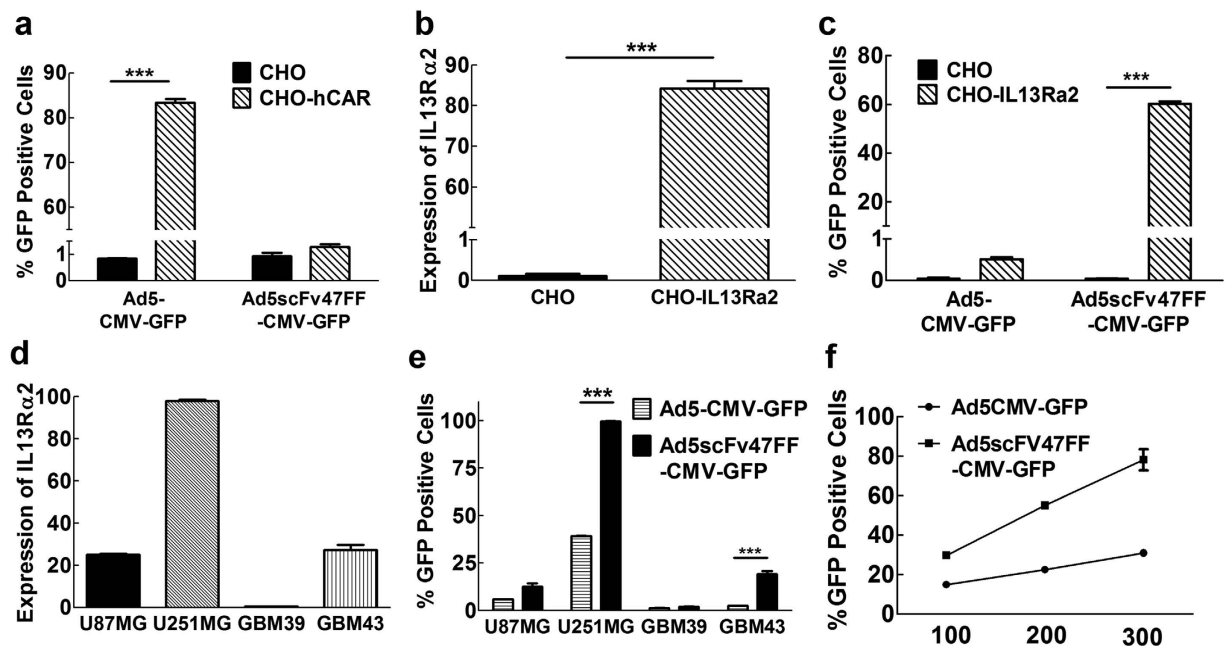 a
% GFP Positive Cells
90
80
70
1
0
***
CHO
CHO-hCAR
Ad5-
CMV-GFP
Ad5scFv47FF
-CMV-GFP
b
Expression of IL13Rα2
90
80
1
0
***
CHO
CHO-IL13Ra2
c
% GFP Positive Cells
80
60
40
20
1
0
CHO
CHO-IL13Ra2
***
Ad5-
CMV-GFP
Ad5scFv47FF
-CMV-GFP
d
Expression of IL13Rα2
100
80
60
40
20
0
U87MG U251MG GBM39 GBM43
e
% GFP Positive Cells
100
75
50
25
0
***
Ad5-CMV-GFP
Ad5scFv47FF
-CMV-GFP
***
U87MG U251MG GBM39 GBM43
f
% GFP Positive Cells
100
80
60
40
20
0
Ad5CMV-GFP
Ad5scFV47FF
-CMV-GFP
100 200 300